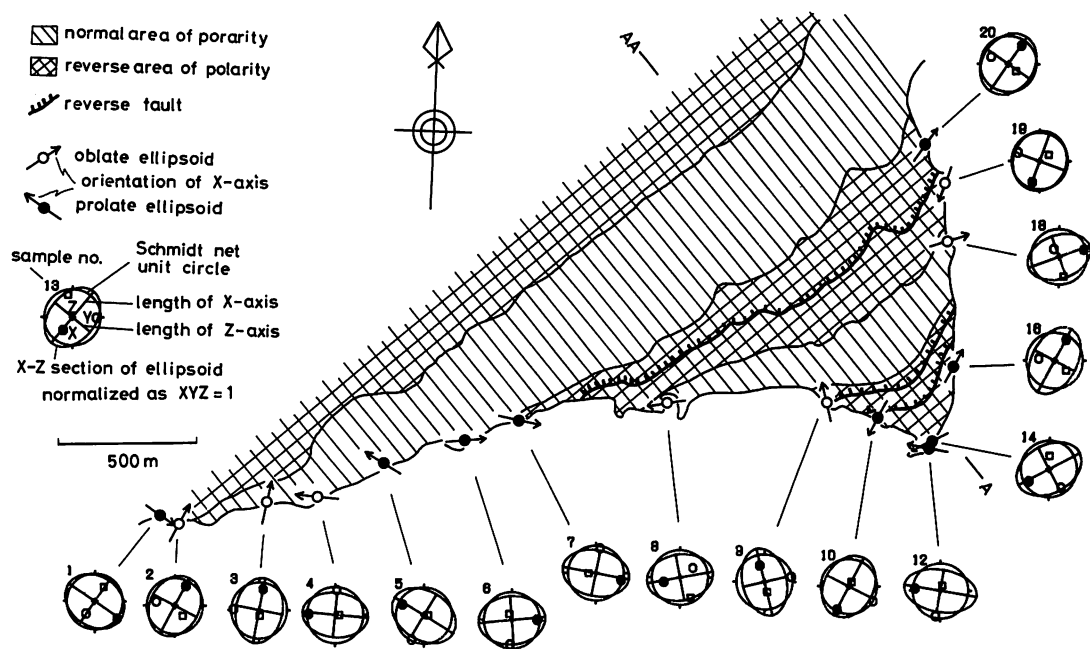 normal area of porarity
reverse area of polarity
reverse fault
oblate ellipsoid
orientation of X-axis
prolate ellipsoid
sample no.
Schmidt net
unit circle
13
length of X-axis
length of Z-axis
Z
Y
X
X-Z section of ellipsoid
normalized as XYZ = 1
500 m
AA
A
20
19
18
16
14
1
2
3
4
5
6
7
8
9
10
12